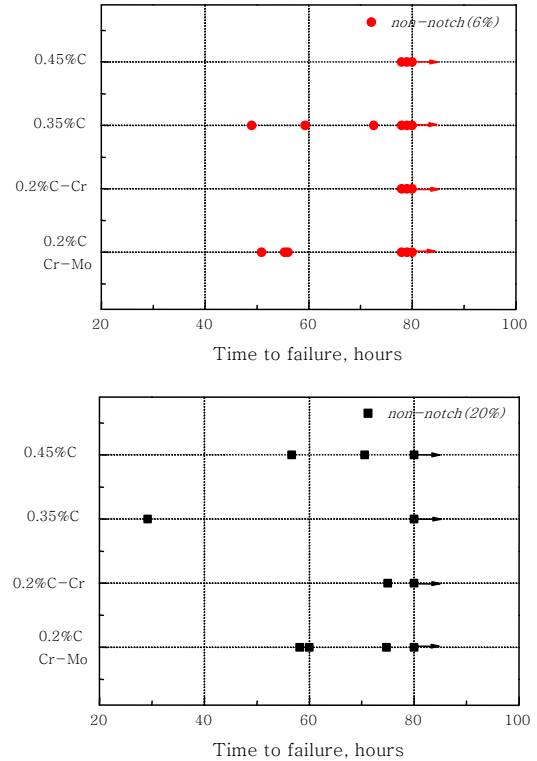 non-notch(6%)
0.45%C
0.35%C
0.2%C-Cr
0.2%C
Cr-Mo
20 40 60 80 100
Time to failure, hours
non-notch(20%)
0.45%C
0.35%C
0.2%C-Cr
0.2%C
Cr-Mo
20 40 60 80 100
Time to failure, hours